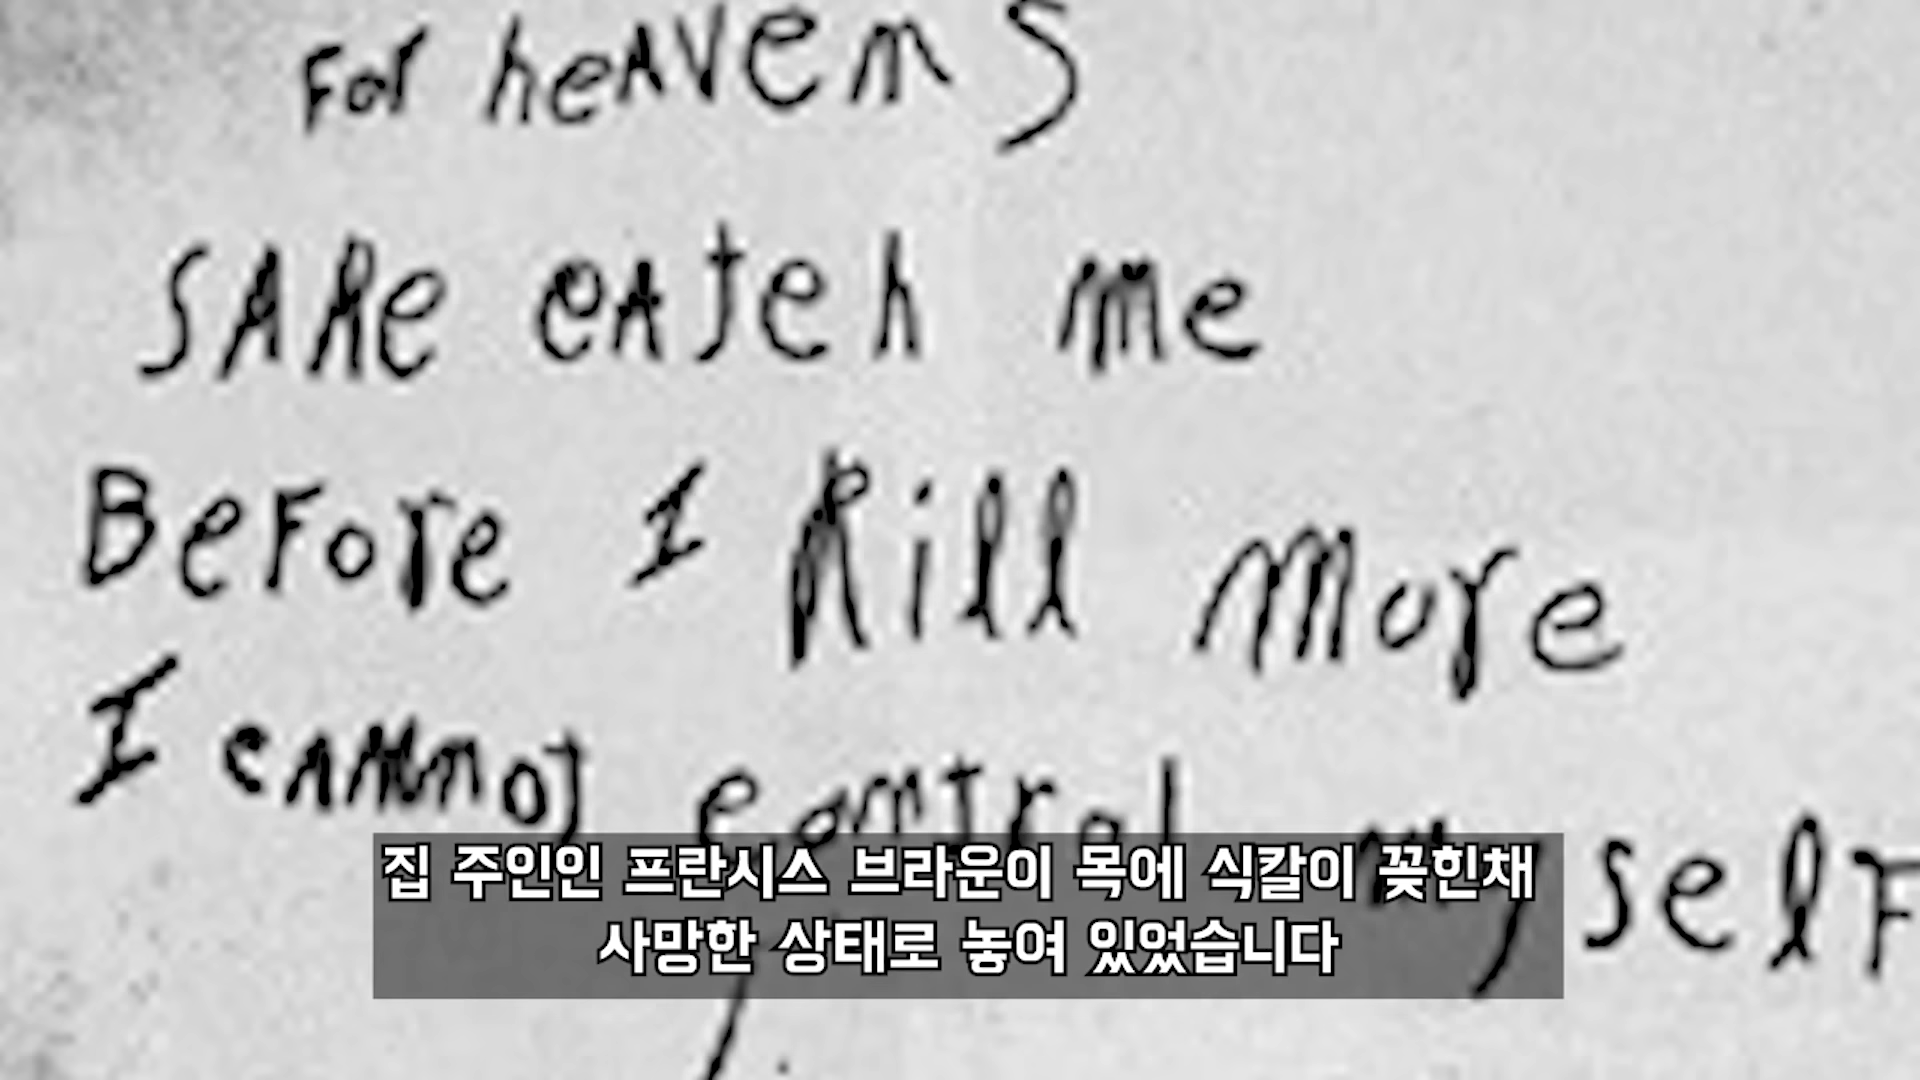 For heAVens
SAKe cAtch me
BeFore I Kill More
I cannot control myselF
집 주인인 프란시스 브라운이 목에 식칼이 꽂힌채
사망한 상태로 놓여 있었습니다